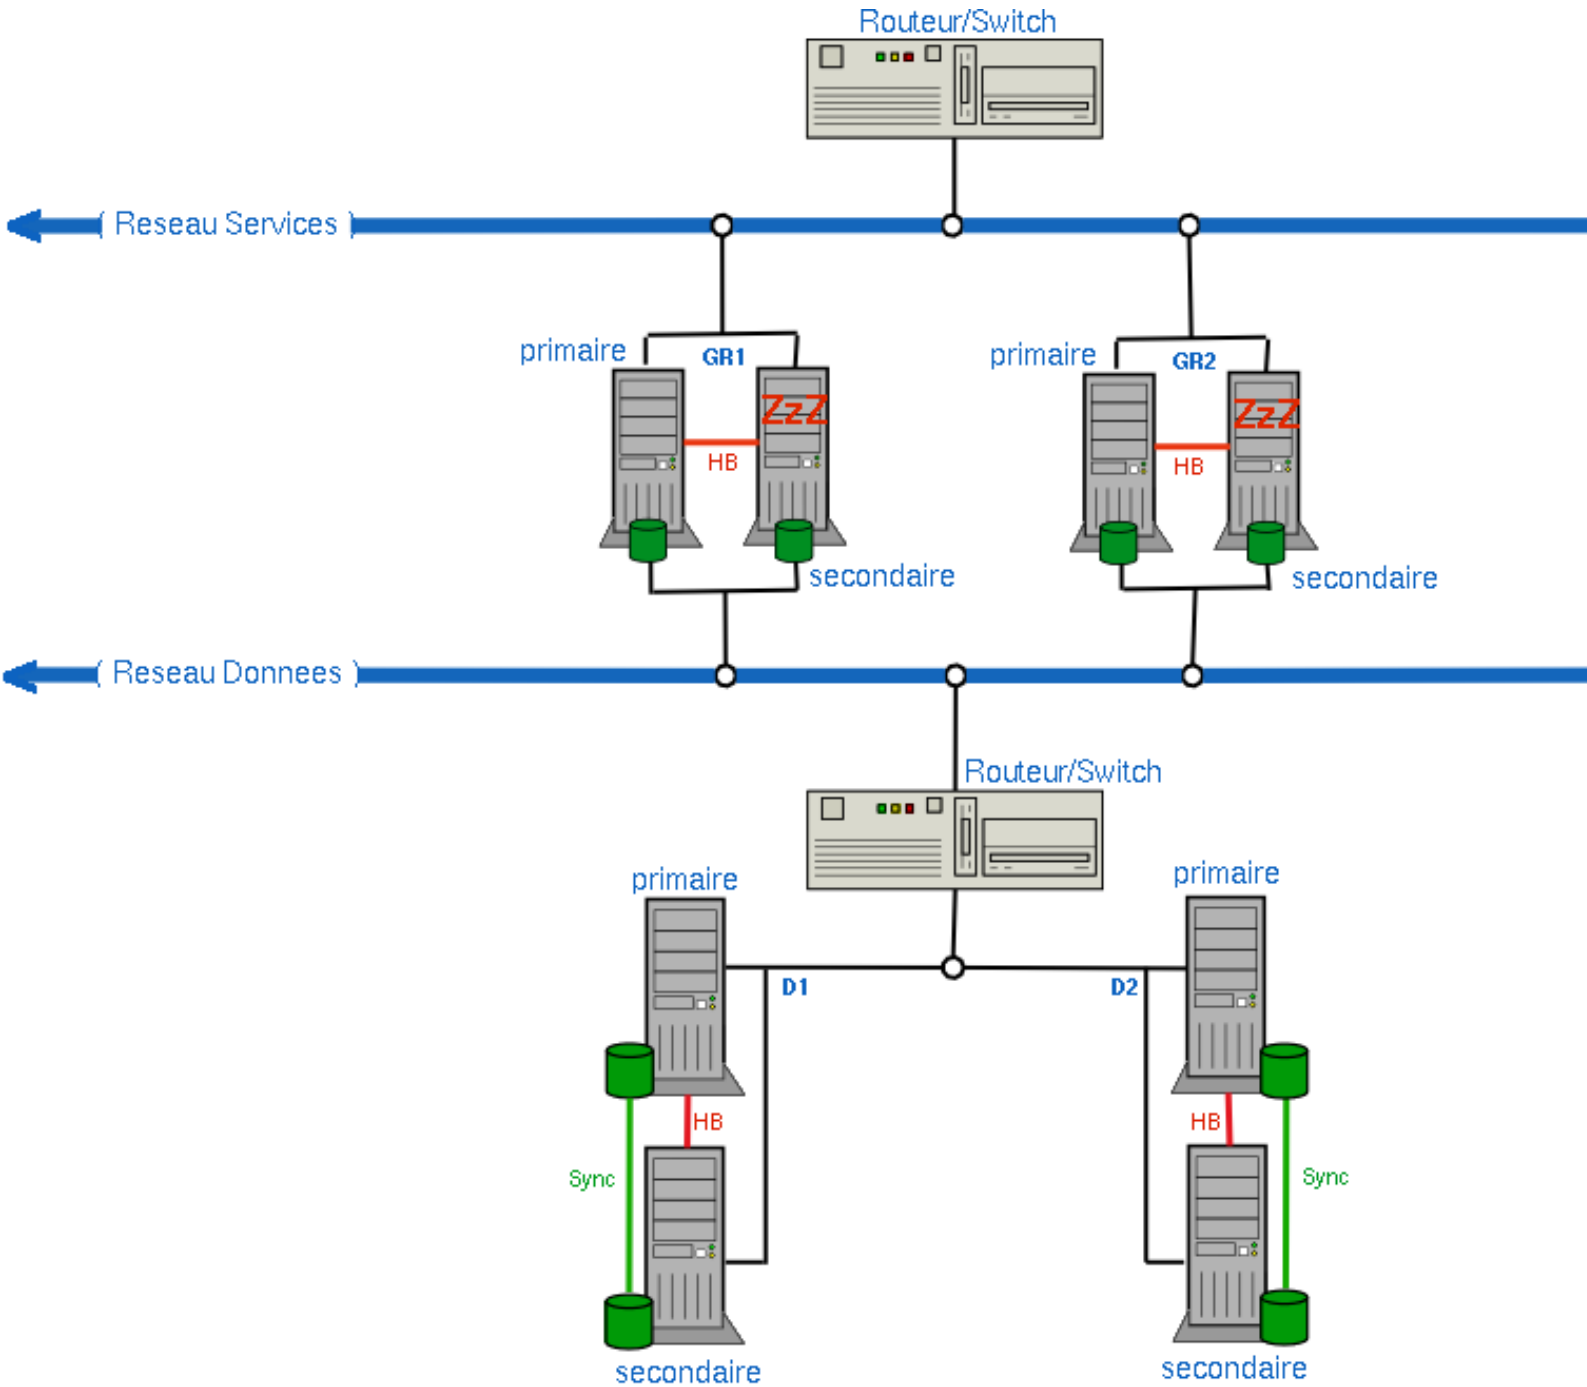 Routeur/Switch
( Reseau Services )
primaire
GR1
ZzZ
HB
secondaire
primaire
GR2
ZzZ
HB
secondaire
( Reseau Donnees )
Routeur/Switch
primaire
primaire
D1
D2
HB
HB
Sync
Sync
secondaire
secondaire